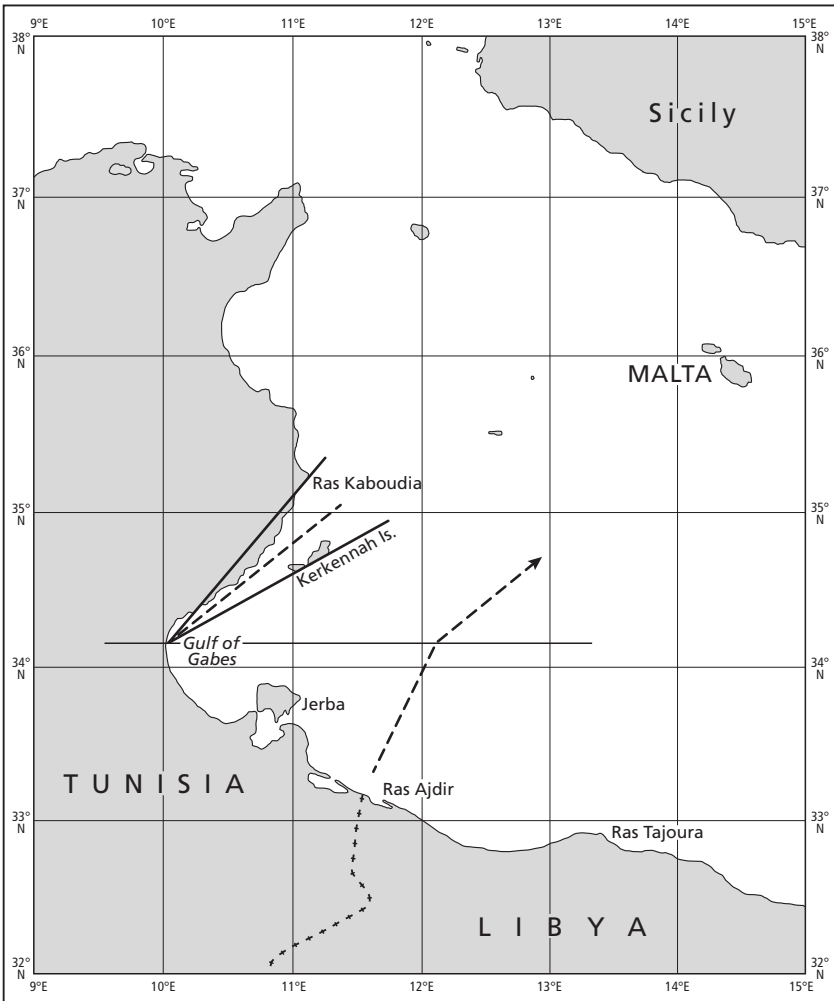 9°E 10°E 11°E 12°E 13°E 14°E 15°E
38°
N
38°
N
Sicily
37°
N
37°
N
36°
N
36°
N
MALTA
Ras Kaboudia
35°
N
35°
N
Kerkennah Is.
Gulf of
Gabes
34°
N
34°
N
Jerba
TUNISIA
Ras Ajdir
33°
N
33°
N
Ras Tajoura
LIBYA
32°
N
32°
N
9°E 10°E 11°E 12°E 13°E 14°E 15°E